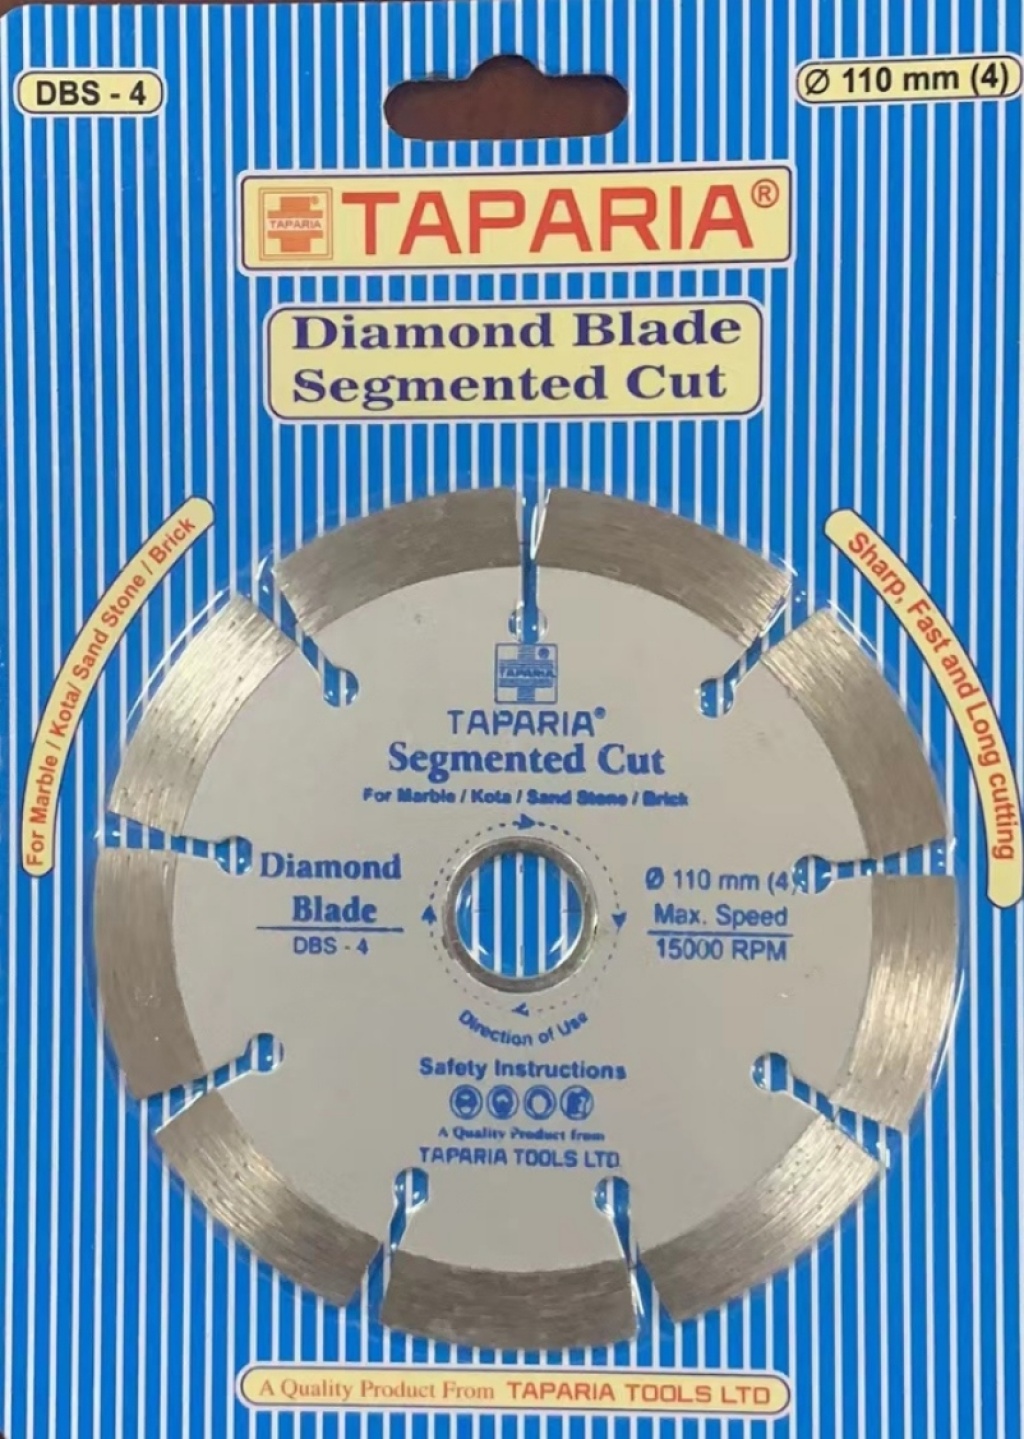 DBS - 4
Ø 110 mm (4)
TAPARIA
TAPARIA®
Diamond Blade
Segmented Cut
For Marble / Kota/ Sand Stone / Brick
Sharp, Fast and Long cutting
TAPARIA
TAPARIA®
Segmented Cut
For Marble / Kota / Sand Stone / Brick
Diamond
Blade
DBS - 4
Ø 110 mm (4)
Max. Speed
15000 RPM
Direction of Use
Safety Instructions
A Quality Product from
TAPARIA TOOLS LTD
A Quality Product From TAPARIA TOOLS LTD